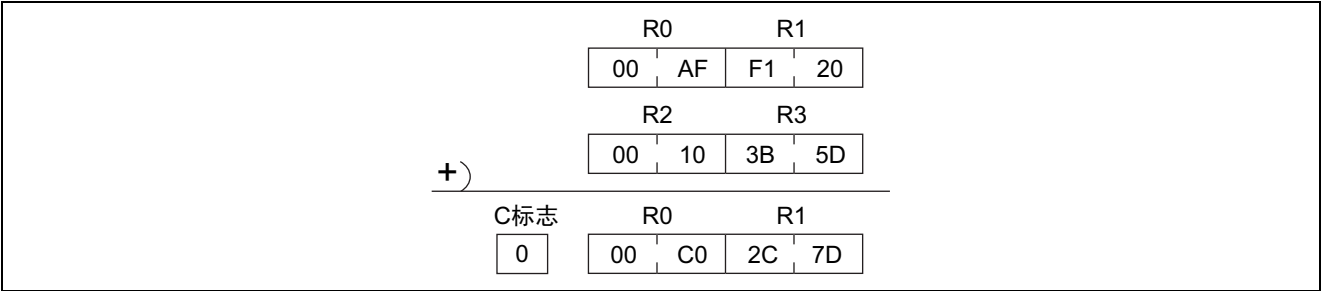 R0 R1
00 AF F1 20
R2 R3
00 10 3B 5D
+)
C标志 R0 R1
0 00 C0 2C 7D